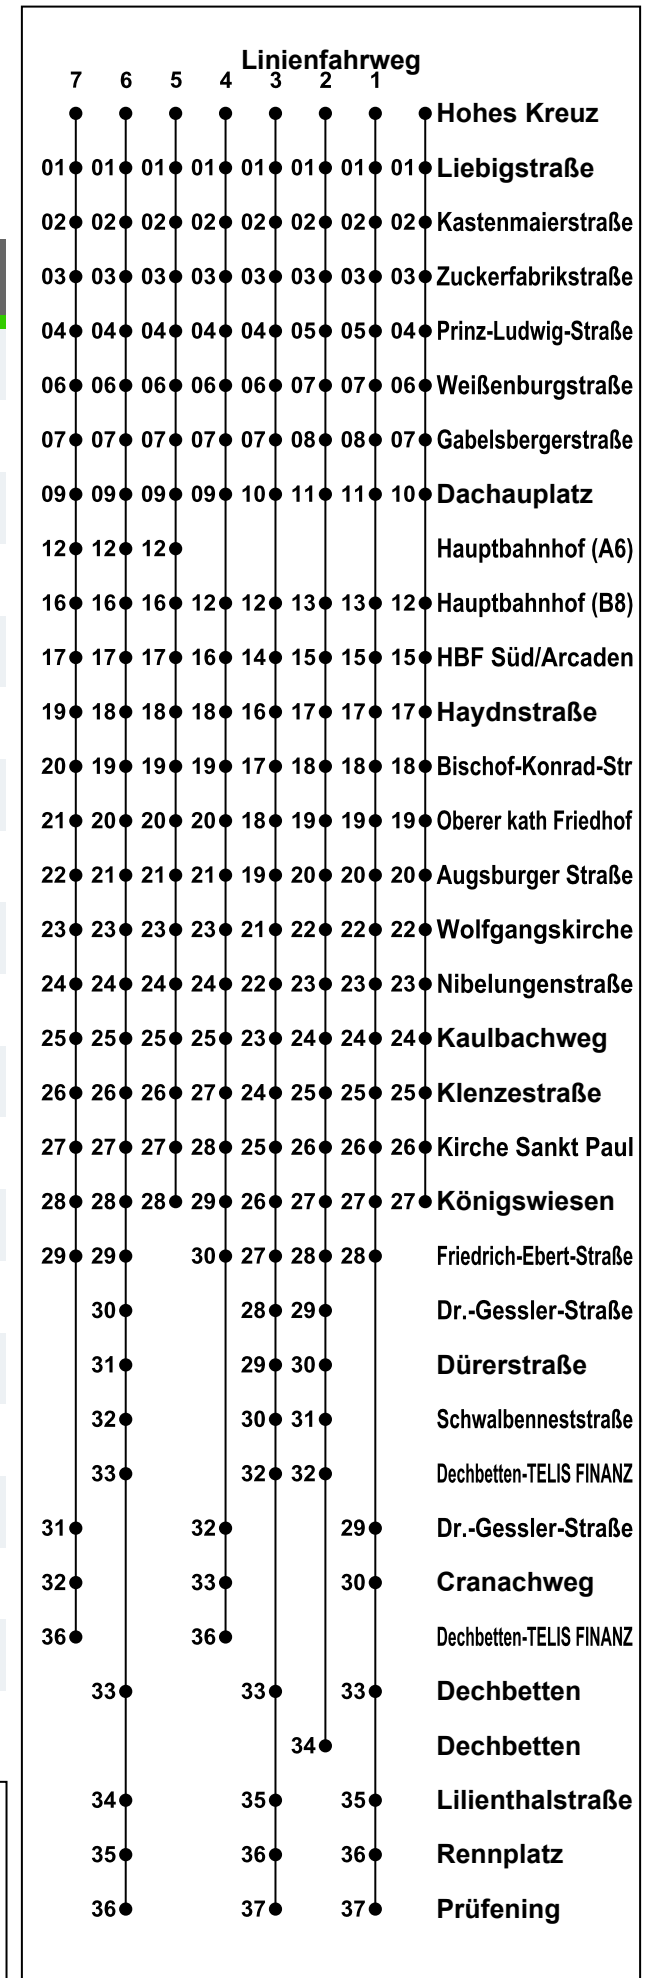 Linienfahrweg
7 6 5 4 3 2 1
Hohes Kreuz
01 01 01 01 01 01 01 01 Liebigstraße
02 02 02 02 02 02 02 02 Kastenmaierstraße
03 03 03 03 03 03 03 03 Zuckerfabrikstraße
04 04 04 04 04 05 05 04 Prinz-Ludwig-Straße
06 06 06 06 06 07 07 06 Weißenburgstraße
07 07 07 07 07 08 08 07 Gabelsbergerstraße
09 09 09 09 10 11 11 10 Dachauplatz
12 12 12 Hauptbahnhof (A6)
16 16 16 12 12 13 13 12 Hauptbahnhof (B8)
17 17 17 16 14 15 15 15 HBF Süd/Arcaden
19 18 18 18 16 17 17 17 Haydnstraße
20 19 19 19 17 18 18 18 Bischof-Konrad-Str
21 20 20 20 18 19 19 19 Oberer kath Friedhof
22 21 21 21 19 20 20 20 Augsburger Straße
23 23 23 23 21 22 22 22 Wolfgangskirche
24 24 24 24 22 23 23 23 Nibelungenstraße
25 25 25 25 23 24 24 24 Kaulbachweg
26 26 26 27 24 25 25 25 Klenzestraße
27 27 27 28 25 26 26 26 Kirche Sankt Paul
28 28 28 29 26 27 27 27 Königswiesen
29 29 30 27 28 28 Friedrich-Ebert-Straße
30 28 29 Dr.-Gessler-Straße
31 29 30 Dürerstraße
32 30 31 Schwalbenneststraße
33 32 32 Dechbetten-TELIS FINANZ
31 32 29 Dr.-Gessler-Straße
32 33 30 Cranachweg
36 36 Dechbetten-TELIS FINANZ
33 33 33 Dechbetten
34 Dechbetten
34 35 35 Lilienthalstraße
35 36 36 Rennplatz
36 37 37 Prüfening